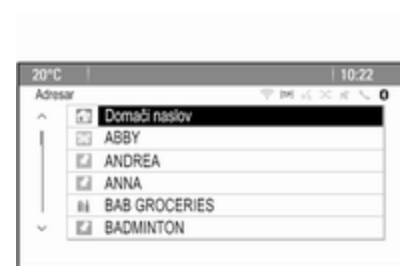 20°C 10:22
Adresar
Domači naslov
ABBY
ANDREA
ANNA
BAB GROCERIES
BADMINTON